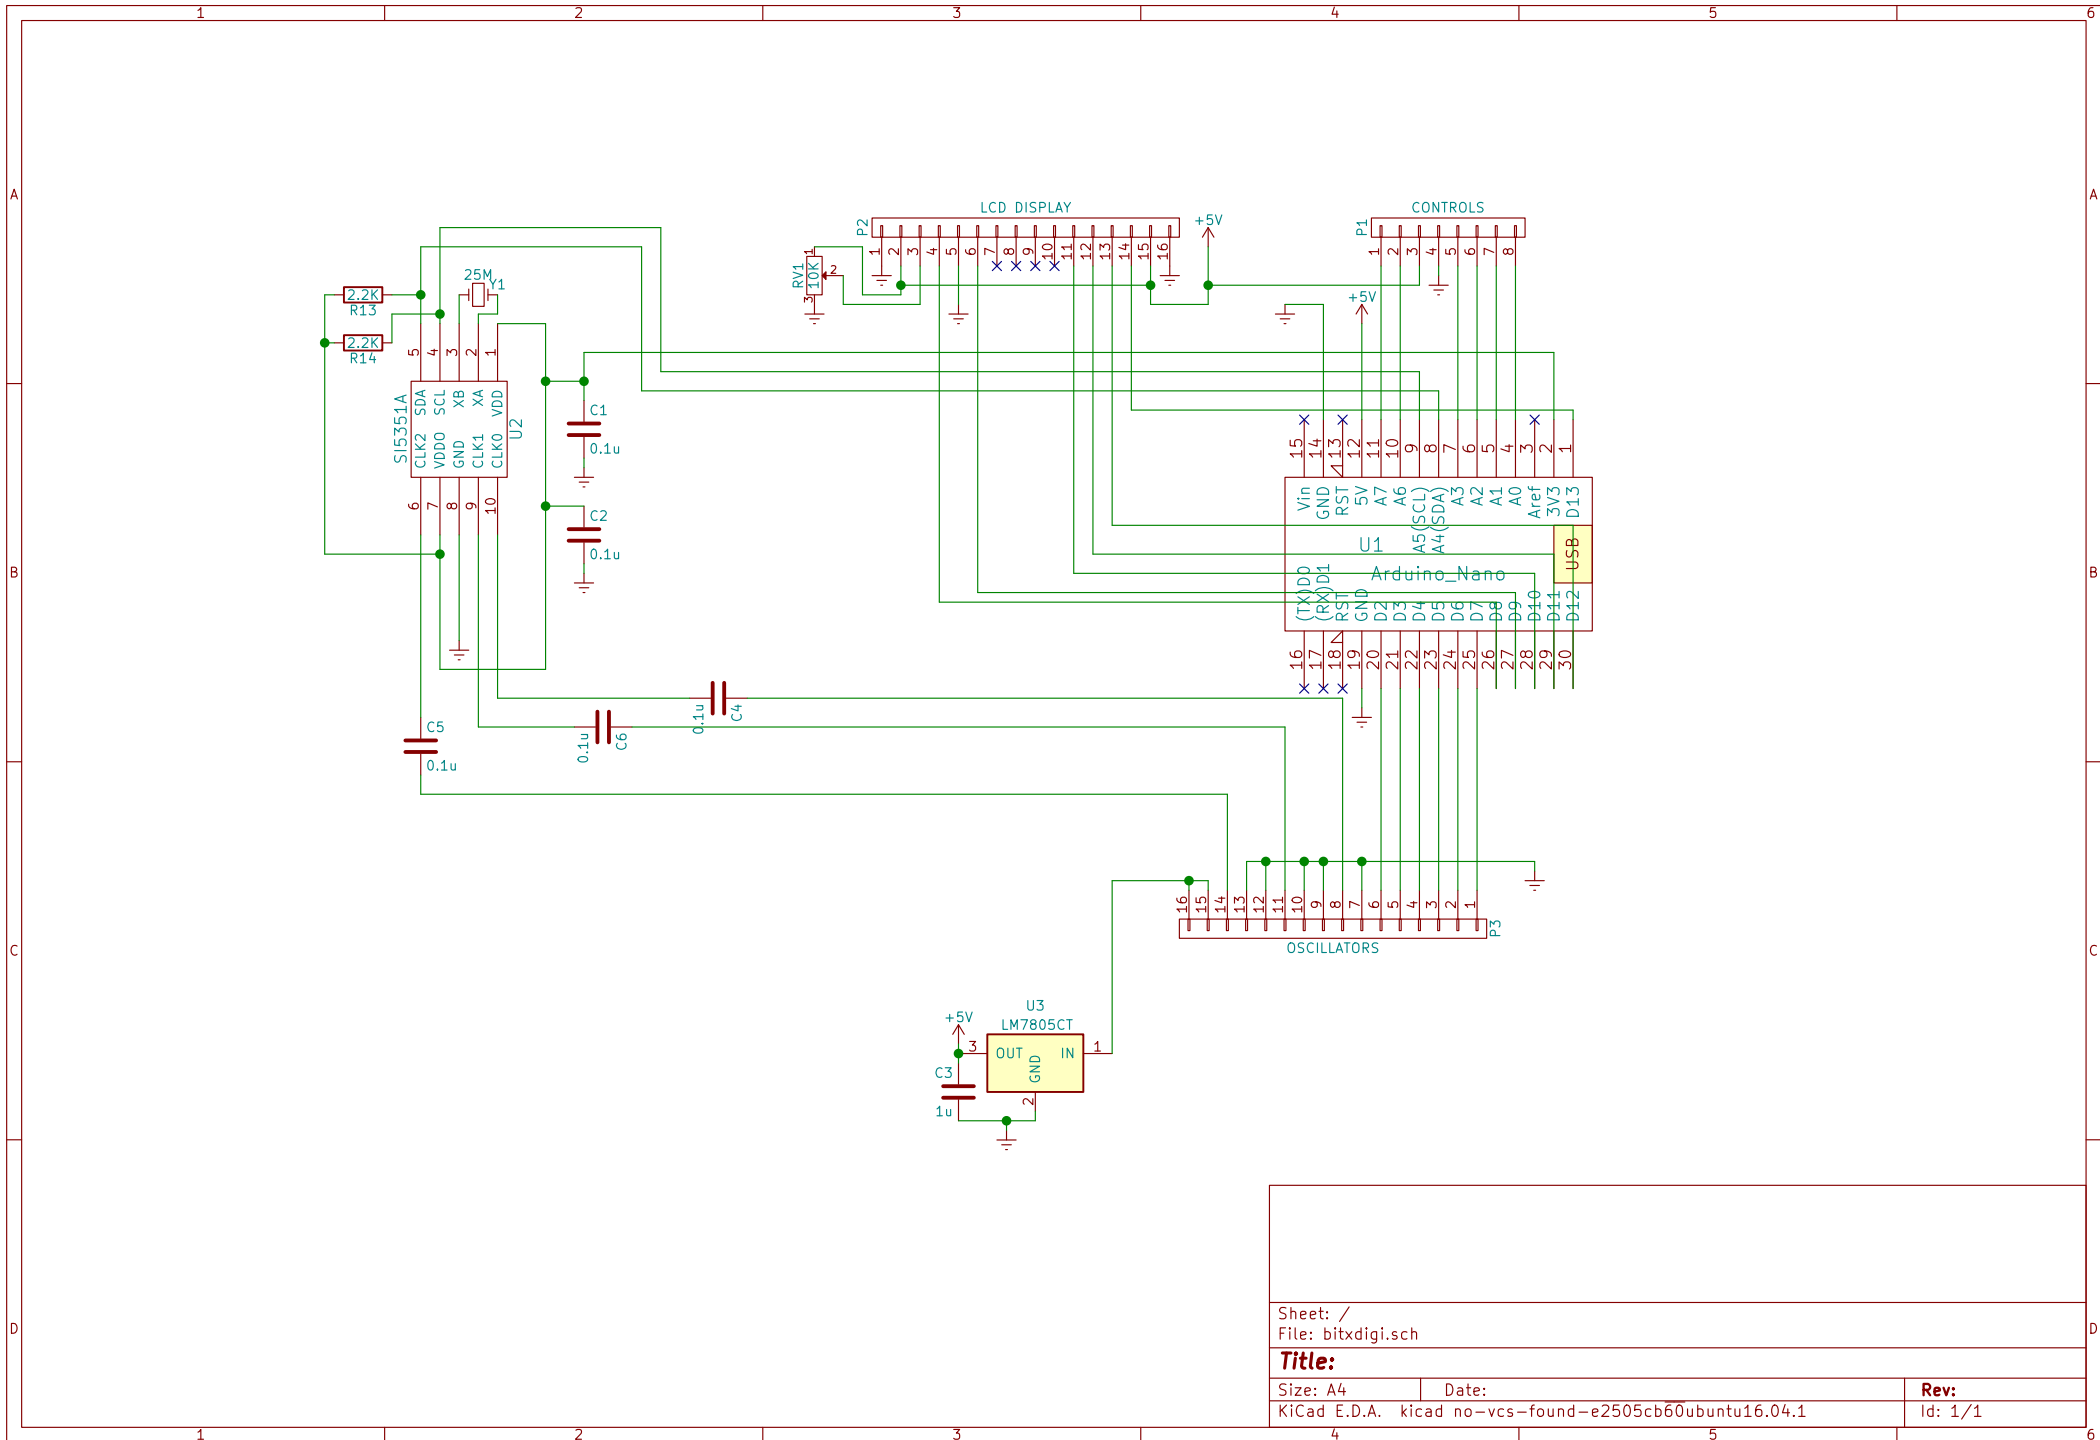 1 2 3 4 5 6
A A
LCD DISPLAY
CONTROLS
P2
P1
+5V
1 2 3 4 5 6 7 8 9 10 11 12 13 14 15 16
1 2 3 4 5 6 7 8
RV1
10K
1
2
3
25M
Y1
2.2K
R13
2.2K
R14
+5V
5 4 3 2 1
SDA SCL XB XA VDD
SI5351A
U2
CLK2 VDDO GND CLK1 CLK0
6 7 8 9 10
C1
0.1u
C2
0.1u
15 14 13 12 11 10 9 8 7 6 5 4 3 2 1
Vin GND RST 5V A7 A6 A5(SCL) A4(SDA) A3 A2 A1 A0 Aref 3V3 D13
U1
Arduino_Nano
USB
(TX)D0 (RX)D1 RST GND D2 D3 D4 D5 D6 D7 D8 D9 D10 D11 D12
16 17 18 19 20 21 22 23 24 25 26 27 28 29 30
B B
0.1u
C4
0.1u
C6
C5
0.1u
16 15 14 13 12 11 10 9 8 7 6 5 4 3 2 1
P3
OSCILLATORS
C C
U3
LM7805CT
+5V
3
OUT
IN
1
GND
2
C3
1u
D D
Sheet: /
File: bitxdigi.sch
Title:
Size: A4
Date:
Rev:
KiCad E.D.A. kicad no-vcs-found-e2505cb60ubuntu16.04.1
Id: 1/1
1 2 3 4 5 6